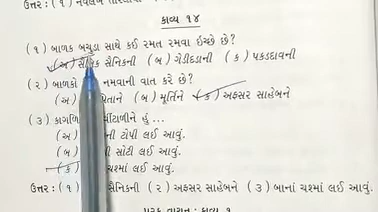 ઉત્તર : ( ૧ )
કાવ્ય ૧૪
( ૧ ) બાળક બચુડા સાથે કઈ રમત રમવા ઇચ્છે છે?
( અ ) સૈનિક સૈનિકની ( બ ) ગેડીદડાની ( ક ) પકડદાવની
( ૨ ) બાળકો નમવાની વાત કરે છે?
( અ ) પિતાને ( બ ) મૂર્તિને ( ક ) અફસર સાહેબને
( ૩ ) કાગળિ હું ...
( અ ) ની ટોપી લઈ આવું.
( બ ) સોટી લઈ આવું.
( ક ) ચશ્માં લઈ આવું.
ઉત્તર : ( ૧ ) સૈનિકની ( ૨ ) અફસર સાહેબને ( ૩ ) બાનાં ચશ્માં લઈ આવું.